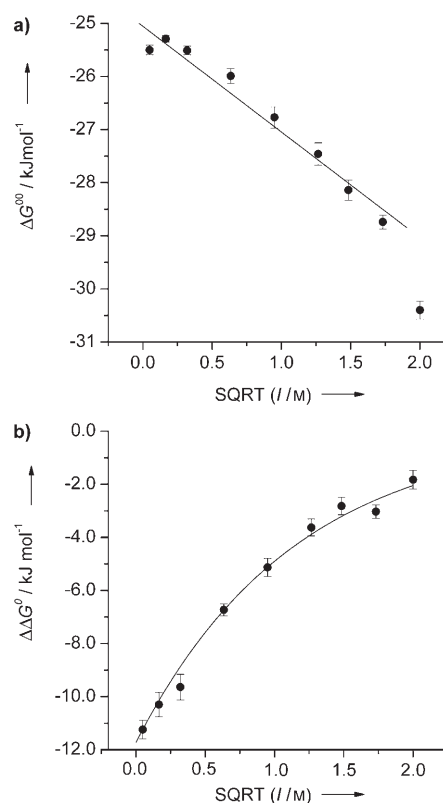 a)
-25
-26
-27
-28
-29
-30
-31
ΔG⁰⁰ / kJmol⁻¹
0.0 0.5 1.0 1.5 2.0
SQRT (I /M)
b)
0.0
-2.0
-4.0
-6.0
-8.0
-10.0
-12.0
ΔΔG⁰ / kJ mol⁻¹
0.0 0.5 1.0 1.5 2.0
SQRT (I /M)